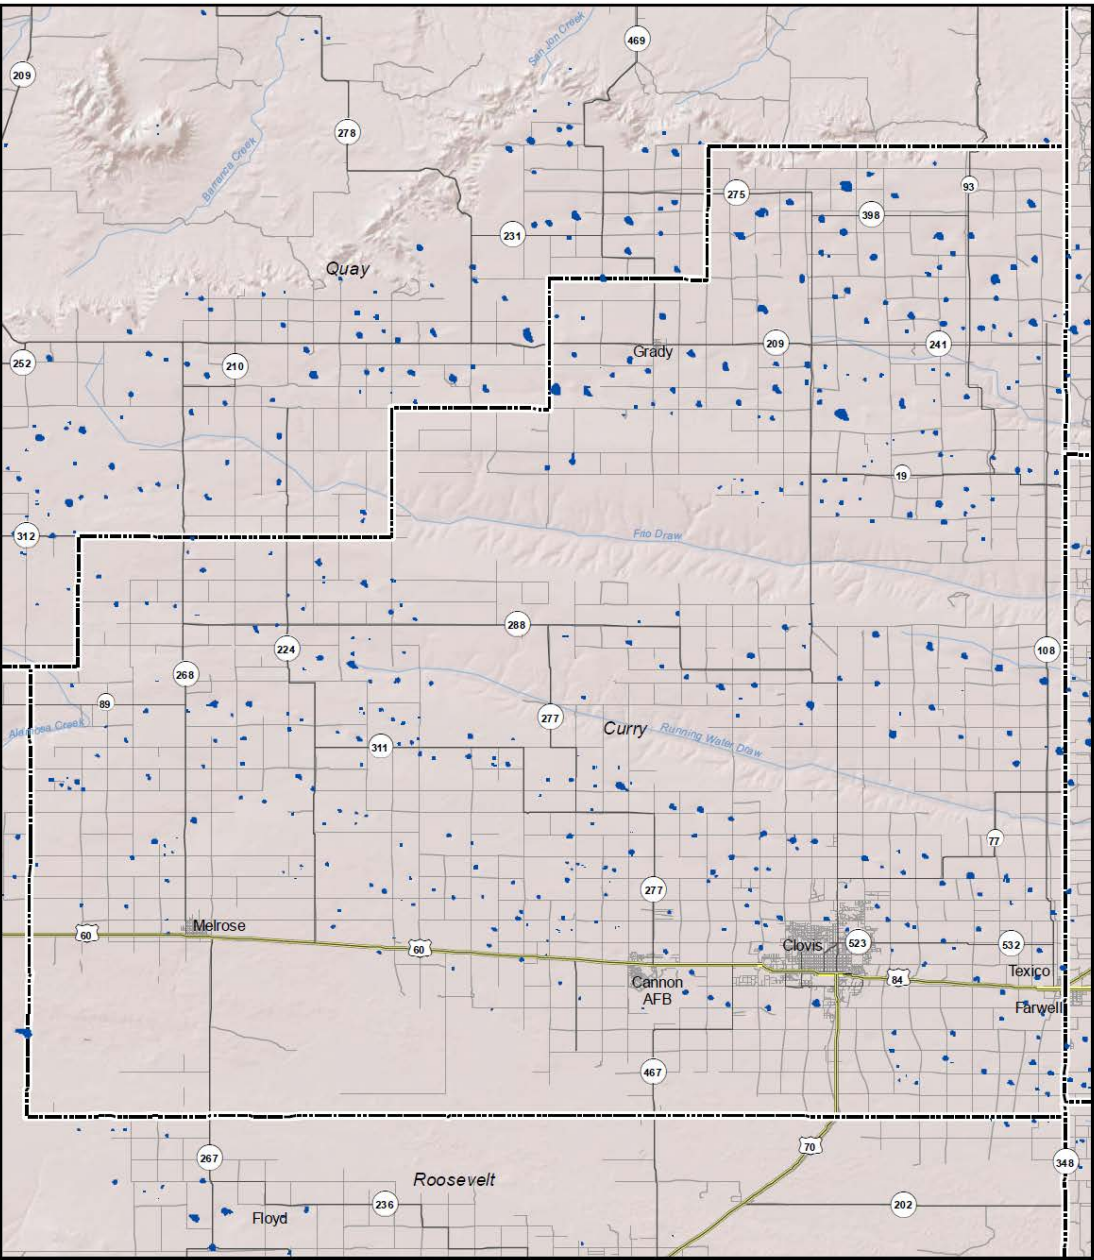 San Jon Creek
469
209
278
Barranca Creek
93
275
398
231
Quay
209
241
Grady
252
210
19
312
Frio Draw
288
224
108
268
89
277
Alamosa Creek
Curry
Running Water Draw
311
77
277
Melrose
60
60
Clovis
523
532
Texico
84
Cannon
AFB
Farwell
467
70
267
348
Roosevelt
236
202
Floyd